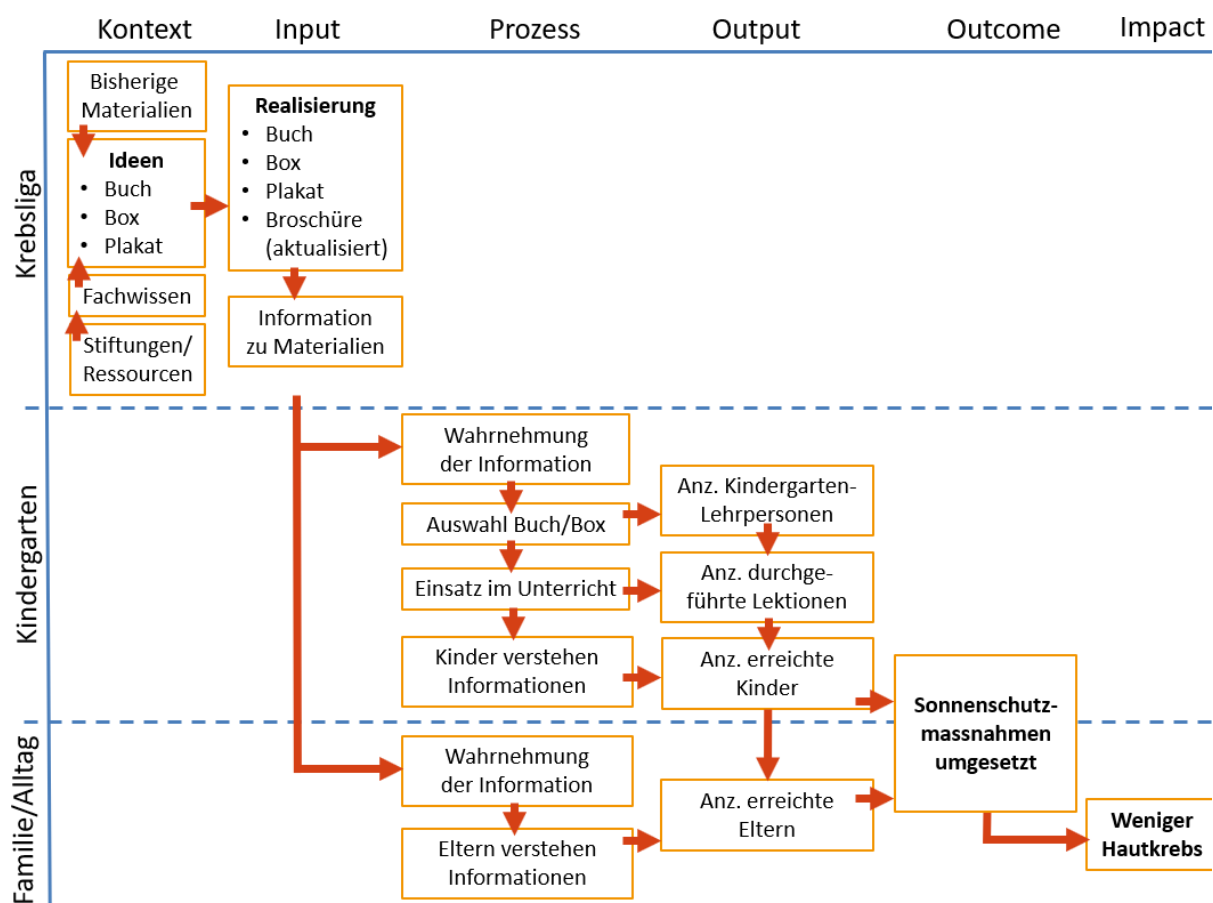 Kontext
Input
Prozess
Output
Outcome
Impact
Krebsliga
Bisherige
Materialien
Ideen
• Buch
• Box
• Plakat
Fachwissen
Stiftungen/
Ressourcen
Realisierung
• Buch
• Box
• Plakat
• Broschüre
(aktualisiert)
Information
zu Materialien
Kindergarten
Wahrnehmung
der Information
Auswahl Buch/Box
Einsatz im Unterricht
Kinder verstehen
Informationen
Anz. Kindergarten-
Lehrpersonen
Anz. durchge-
führte Lektionen
Anz. erreichte
Kinder
Sonnenschutz-
massnahmen
umgesetzt
Familie/Alltag
Wahrnehmung
der Information
Eltern verstehen
Informationen
Anz. erreichte
Eltern
Weniger
Hautkrebs